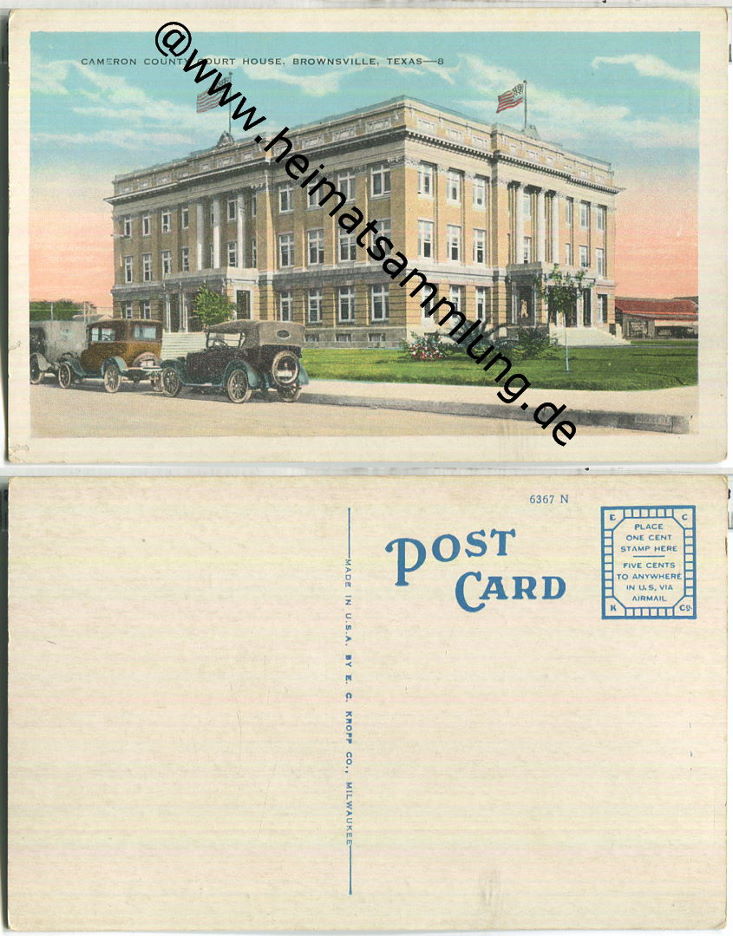 CAMERON COUNTY COURT HOUSE, BROWNSVILLE, TEXAS—8
@www.heimatsammlung.de
6367 N
POST
CARD
E C
PLACE
ONE CENT
STAMP HERE
FIVE CENTS
TO ANYWHERE
IN U.S. VIA
AIRMAIL
K Co.
MADE IN U.S.A. BY E. C. KROPP CO., MILWAUKEE